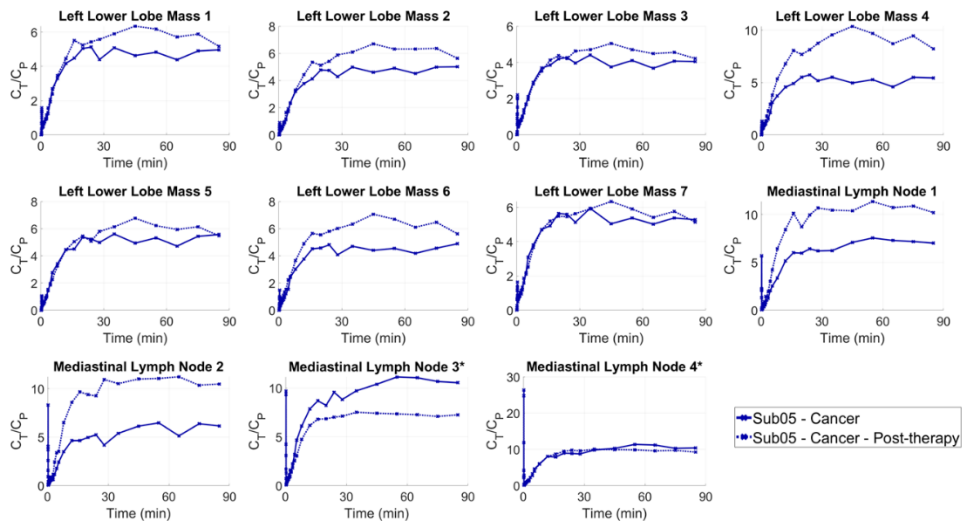 Left Lower Lobe Mass 1
Left Lower Lobe Mass 2
Left Lower Lobe Mass 3
Left Lower Lobe Mass 4
6
4
2
0
C_T/C_P
0 30 60 90
Time (min)
8
6
4
2
0
C_T/C_P
0 30 60 90
Time (min)
6
4
2
0
C_T/C_P
0 30 60 90
Time (min)
10
5
0
C_T/C_P
0 30 60 90
Time (min)
Left Lower Lobe Mass 5
Left Lower Lobe Mass 6
Left Lower Lobe Mass 7
Mediastinal Lymph Node 1
8
6
4
2
0
C_T/C_P
0 30 60 90
Time (min)
8
6
4
2
0
C_T/C_P
0 30 60 90
Time (min)
6
4
2
0
C_T/C_P
0 30 60 90
Time (min)
10
5
0
C_T/C_P
0 30 60 90
Time (min)
Mediastinal Lymph Node 2
Mediastinal Lymph Node 3*
Mediastinal Lymph Node 4*
10
5
0
C_T/C_P
0 30 60 90
Time (min)
10
5
0
C_T/C_P
0 30 60 90
Time (min)
30
20
10
0
C_T/C_P
0 30 60 90
Time (min)
Sub05 - Cancer
Sub05 - Cancer - Post-therapy